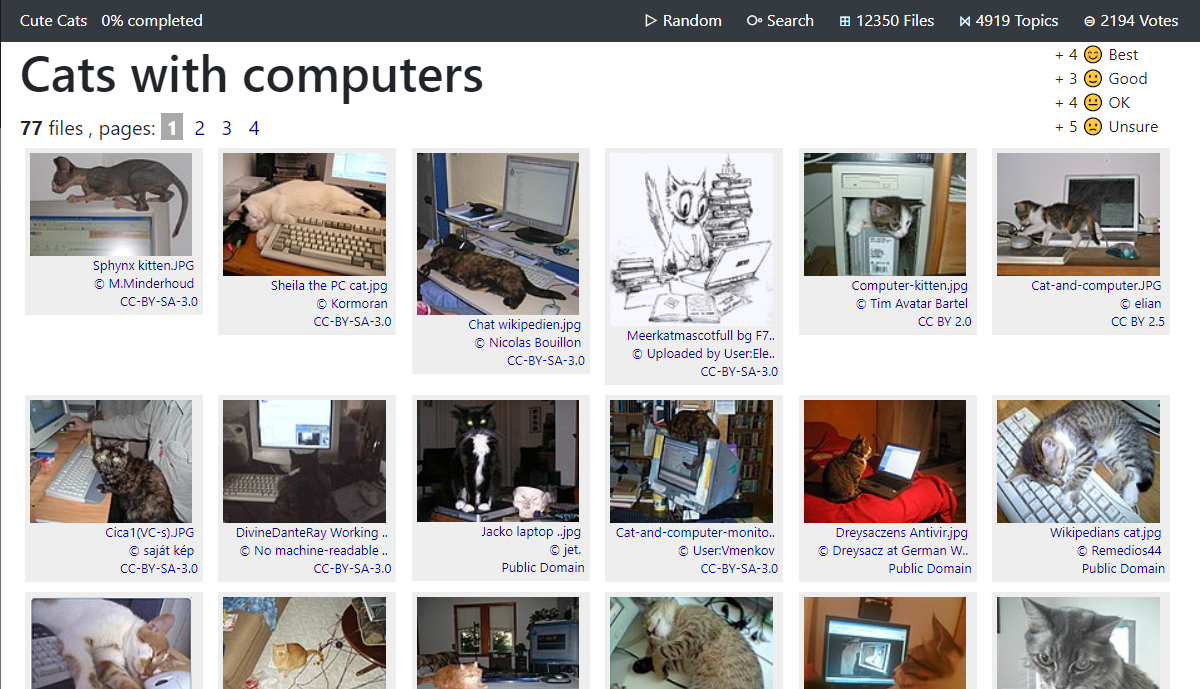 Cute Cats 0% completed Random Search 12350 Files 4919 Topics 2194 Votes
Cats with computers
+ 4 😊 Best
+ 3 🙂 Good
+ 4 😐 OK
+ 5 🙁 Unsure
77 files , pages: 1 2 3 4
Sphynx kitten.JPG
© M.Minderhoud
CC-BY-SA-3.0
Sheila the PC cat.jpg
© Kormoran
CC-BY-SA-3.0
Chat wikipedien.jpg
© Nicolas Bouillon
CC-BY-SA-3.0
Meerkatmascotfull bg F7..
© Uploaded by User:Ele..
CC-BY-SA-3.0
Computer-kitten.jpg
© Tim Avatar Bartel
CC BY 2.0
Cat-and-computer.JPG
© elian
CC BY 2.5
Cica1(VC-s).JPG
© saját kép
CC-BY-SA-3.0
DivineDanteRay Working ..
© No machine-readable ..
CC-BY-SA-3.0
Jacko laptop ..jpg
© jet.
Public Domain
Cat-and-computer-monito..
© User:Vmenkov
CC-BY-SA-3.0
Dreysaczens Antivir.jpg
© Dreysacz at German W..
Public Domain
Wikipedians cat.jpg
© Remedios44
Public Domain